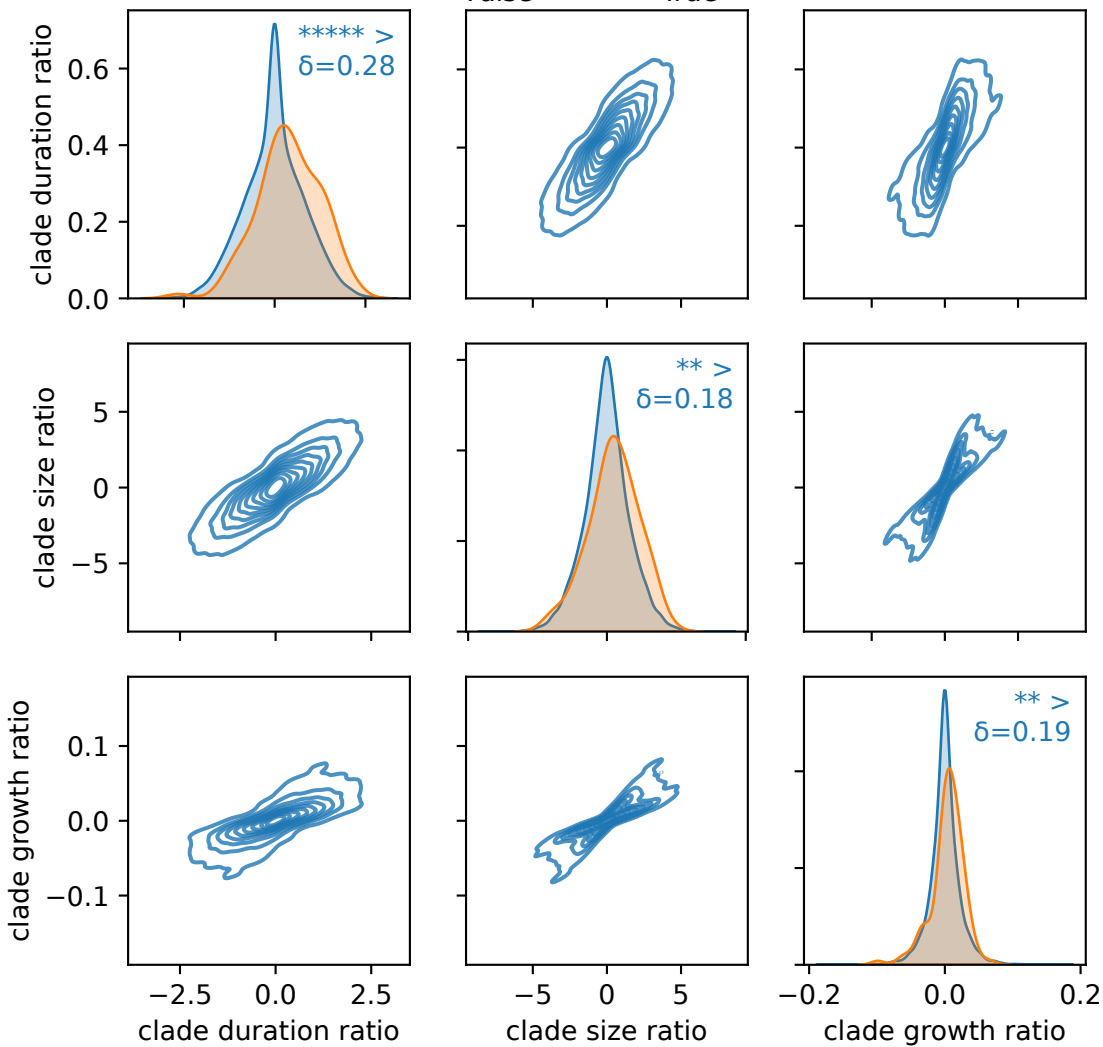 clade duration ratio
0.6
0.4
0.2
0.0
***** >
δ=0.28
clade size ratio
5
0
−5
** >
δ=0.18
clade growth ratio
0.1
0.0
−0.1
** >
δ=0.19
−2.5 0.0 2.5
clade duration ratio
−5 0 5
clade size ratio
−0.2 0.0 0.2
clade growth ratio